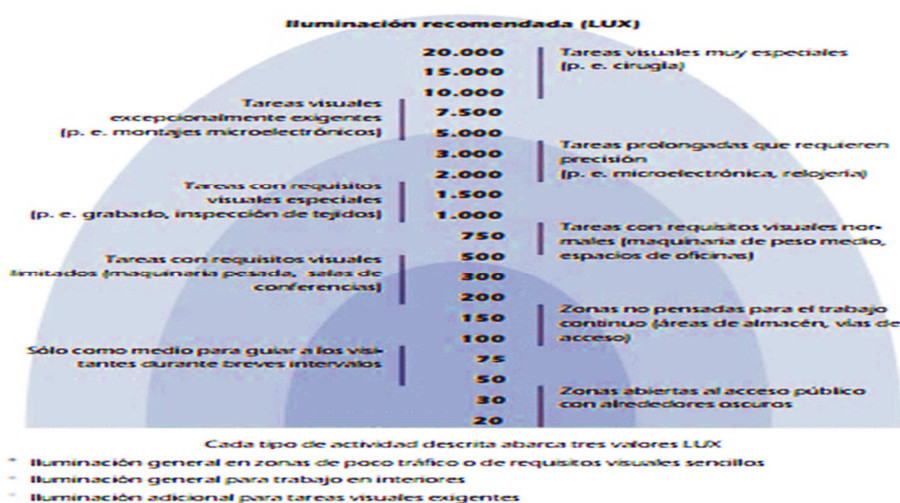 Iluminación recomendada (LUX)
20.000
15.000
10.000
7.500
5.000
3.000
2.000
1.500
1.000
750
500
300
200
150
100
75
50
30
20
Tareas visuales muy especiales
(p. e. cirugía)
Tareas visuales
excepcionalmente exigentes
(p. e. montajes microelectrónicos)
Tareas prolongadas que requieren
precisión
(p. e. microelectrónica, relojería)
Tareas con requisitos
visuales especiales
(p. e. grabado, inspección de tejidos)
Tareas con requisitos visuales nor-
males (maquinaria de peso medio,
espacios de oficinas)
Tareas con requisitos visuales
limitados (maquinaria pesada, salas de
conferencias)
Zonas no pensadas para el trabajo
continuo (áreas de almacén, vías de
acceso)
Sólo como medio para guiar a los visi-
tantes durante breves intervalos
Zonas abiertas al acceso público
con alrededores oscuros
Cada tipo de actividad descrita abarca tres valores LUX
* Iluminación general en zonas de poco tráfico o de requisitos visuales sencillos
* Iluminación general para trabajo en interiores
* Iluminación adicional para tareas visuales exigentes